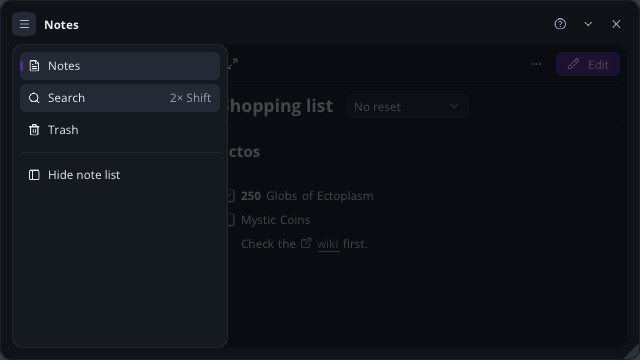 Notes
Notes
Search 2× Shift
Trash
Hide note list
Edit
hopping list No reset
ctos
250 Globs of Ectoplasm
Mystic Coins
Check the wiki first.